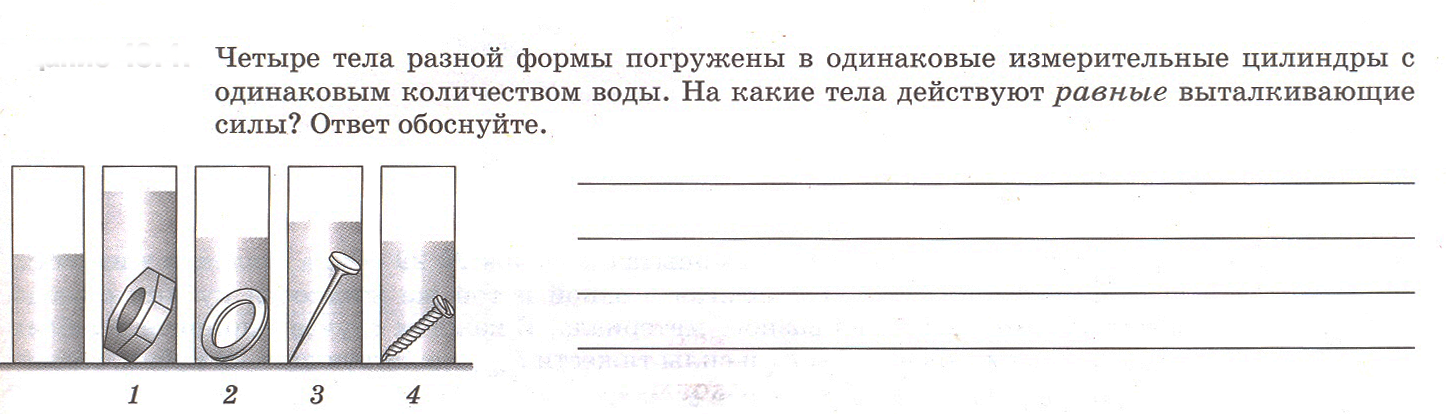 Четыре тела разной формы погружены в одинаковые измерительные цилиндры с
одинаковым количеством воды. На какие тела действуют равные выталкивающие
силы? Ответ обоснуйте.
1 2 3 4